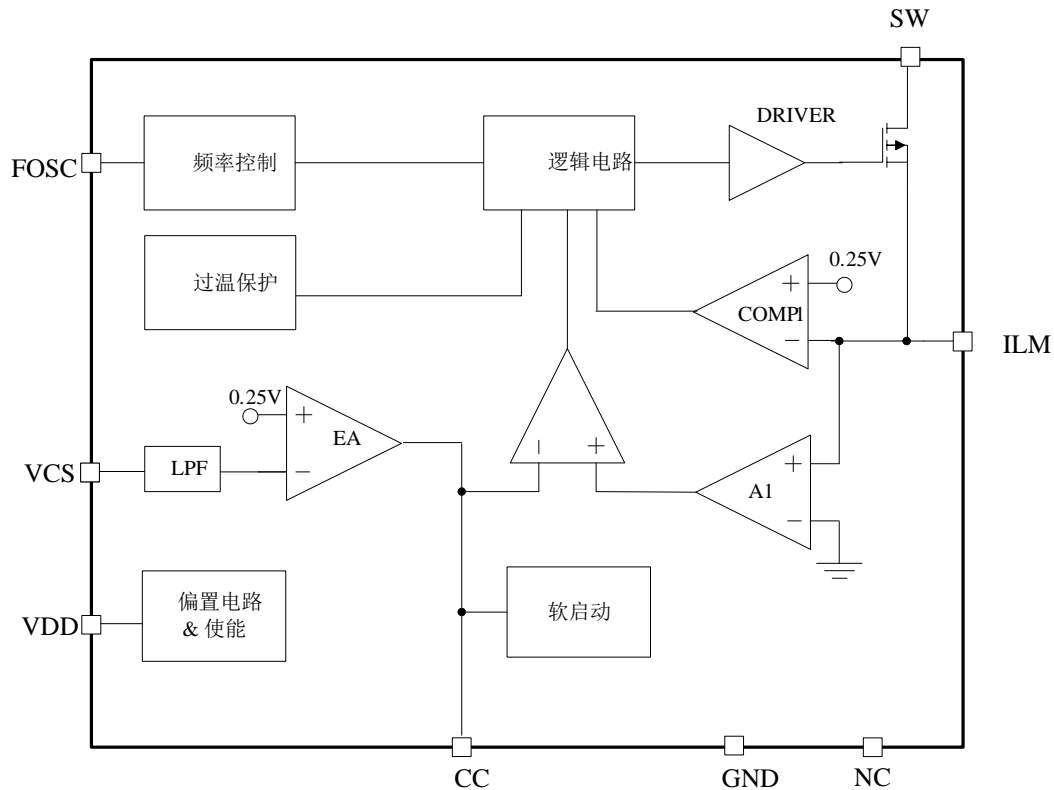 SW
DRIVER
FOSC
频率控制
逻辑电路
过温保护
0.25V
+
COMP1
−
ILM
0.25V
+
EA
−
−
+
VCS
LPF
+
A1
−
VDD
偏置电路
& 使能
软启动
CC
GND
NC